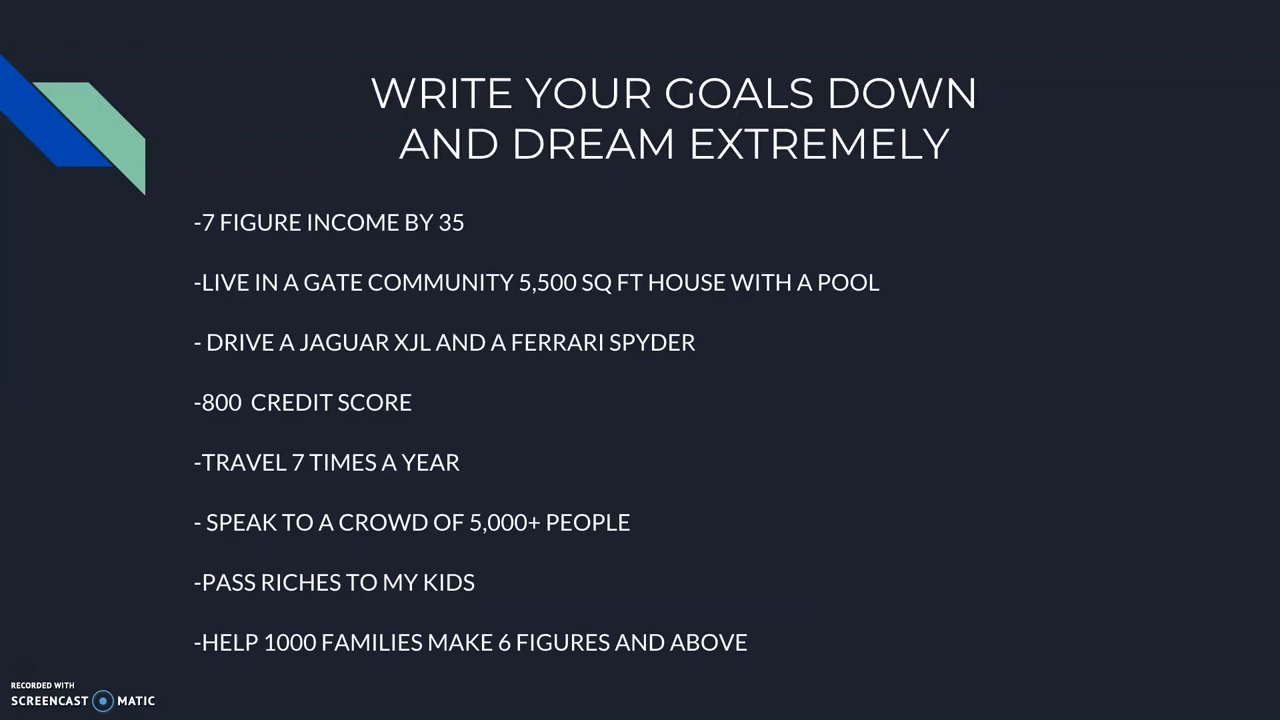 WRITE YOUR GOALS DOWN
AND DREAM EXTREMELY
-7 FIGURE INCOME BY 35
-LIVE IN A GATE COMMUNITY 5,500 SQ FT HOUSE WITH A POOL
- DRIVE A JAGUAR XJL AND A FERRARI SPYDER
-800  CREDIT SCORE
-TRAVEL 7 TIMES A YEAR
- SPEAK TO A CROWD OF 5,000+ PEOPLE
-PASS RICHES TO MY KIDS
-HELP 1000 FAMILIES MAKE 6 FIGURES AND ABOVE
RECORDED WITH
SCREENCAST MATIC